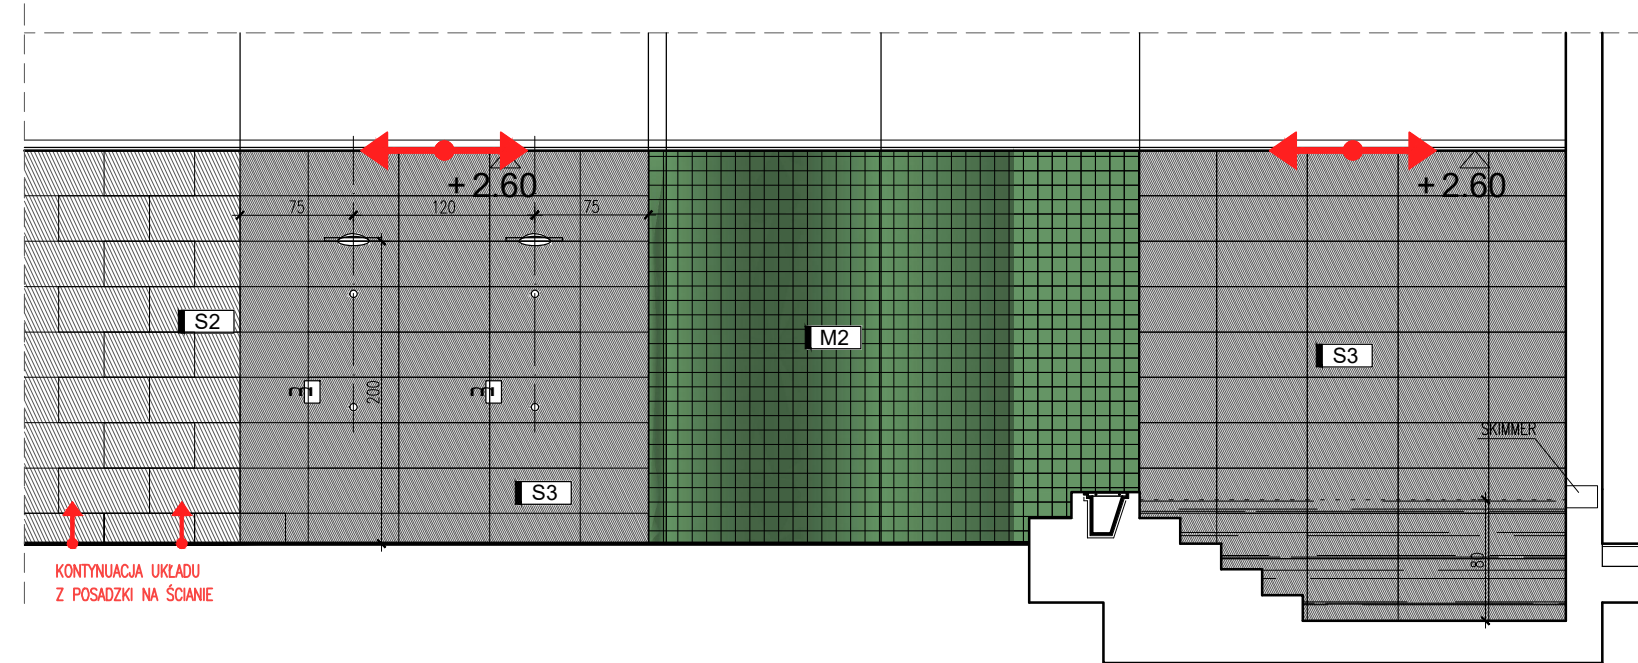 +2.60
+2.60
75
120
75
S2
M2
S3
200
SKIMMER
S3
80
KONTYNUACJA UKŁADU
Z POSADZKI NA ŚCIANIE